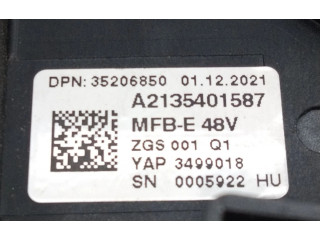 DPN: 35206850 01.12.2021
A2135401587
MFB-E 48V
ZGS 001 Q1
YAP 3499018
SN 0005922 HU